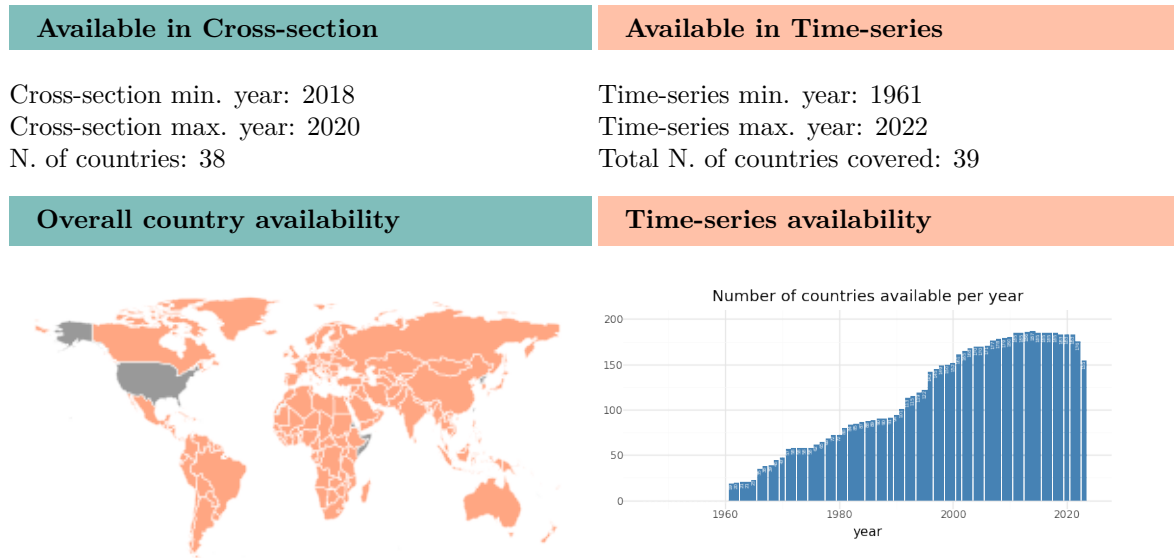 Available in Cross-section
Available in Time-series
Cross-section min. year: 2018
Cross-section max. year: 2020
N. of countries: 38
Time-series min. year: 1961
Time-series max. year: 2022
Total N. of countries covered: 39
Overall country availability
Time-series availability
Number of countries available per year
200
150
100
50
0
1960 1980 2000 2020
year